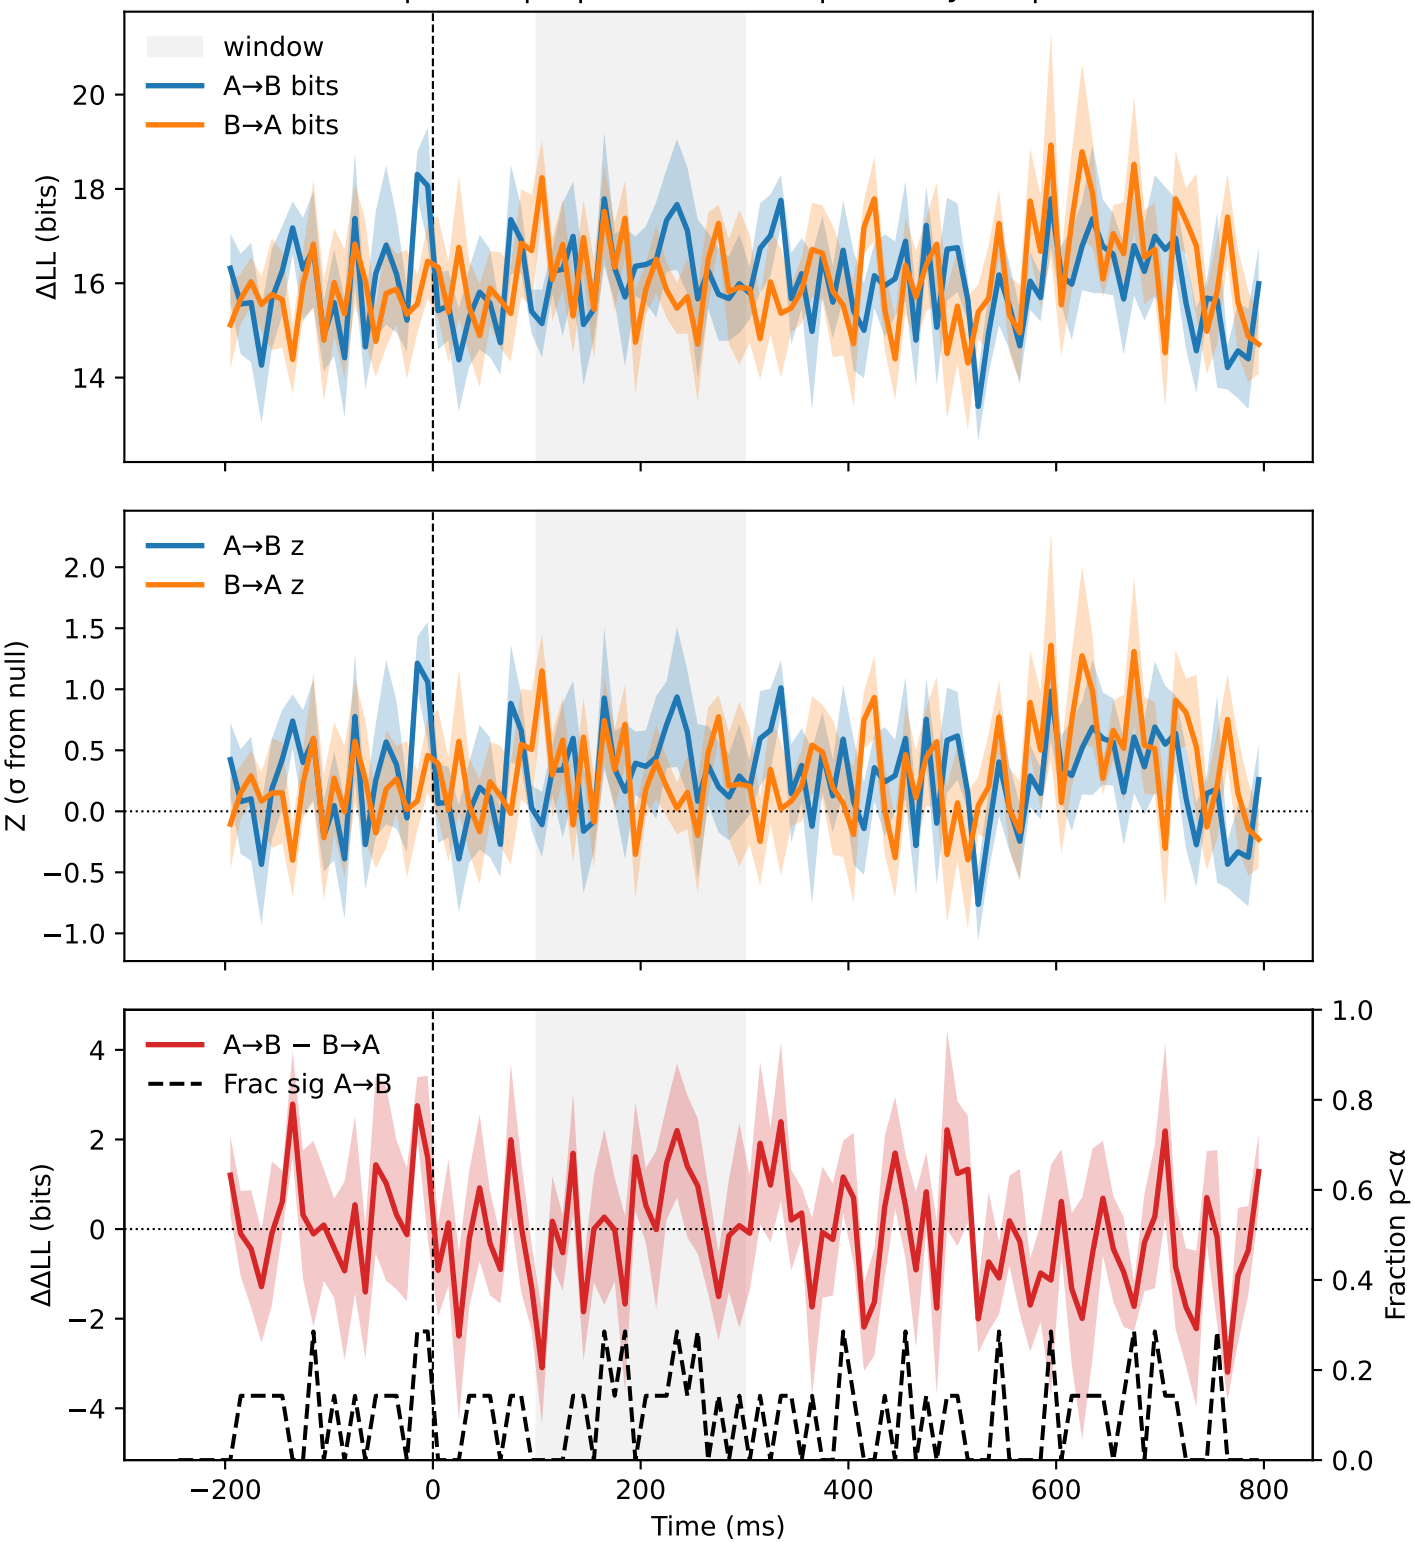 window
A→B bits
B→A bits
20
18
16
14
ΔLL (bits)
A→B z
B→A z
2.0
1.5
1.0
0.5
0.0
−0.5
−1.0
Z (σ from null)
A→B − B→A
Frac sig A→B
4
2
0
−2
−4
ΔΔLL (bits)
1.0
0.8
0.6
0.4
0.2
0.0
Fraction p<α
−200 0 200 400 600 800
Time (ms)